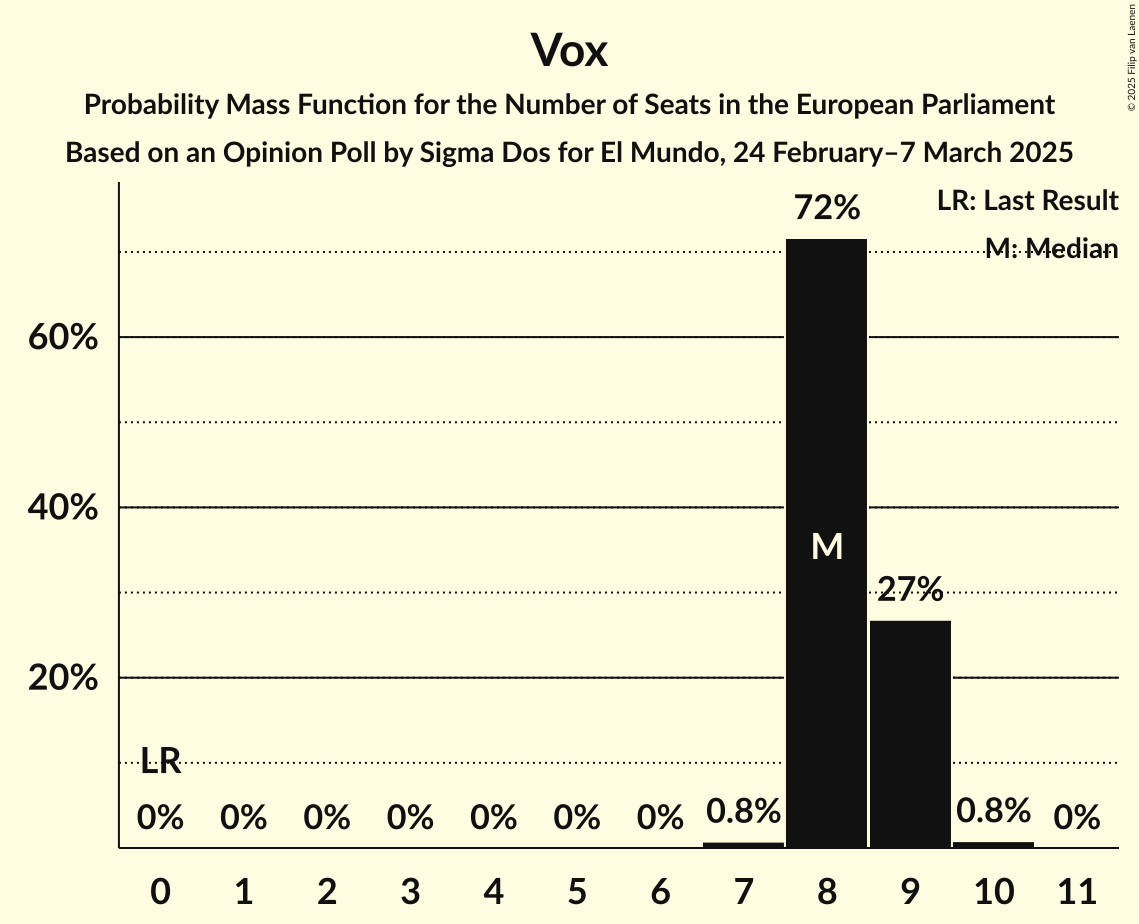 Vox
Probability Mass Function for the Number of Seats in the European Parliament
Based on an Opinion Poll by Sigma Dos for El Mundo, 24 February–7 March 2025
© 2025 Filip van Laenen
LR: Last Result
M: Median
72%
60%
40%
M
27%
20%
LR
0% 0% 0% 0% 0% 0% 0% 0.8% 0.8% 0%
0 1 2 3 4 5 6 7 8 9 10 11